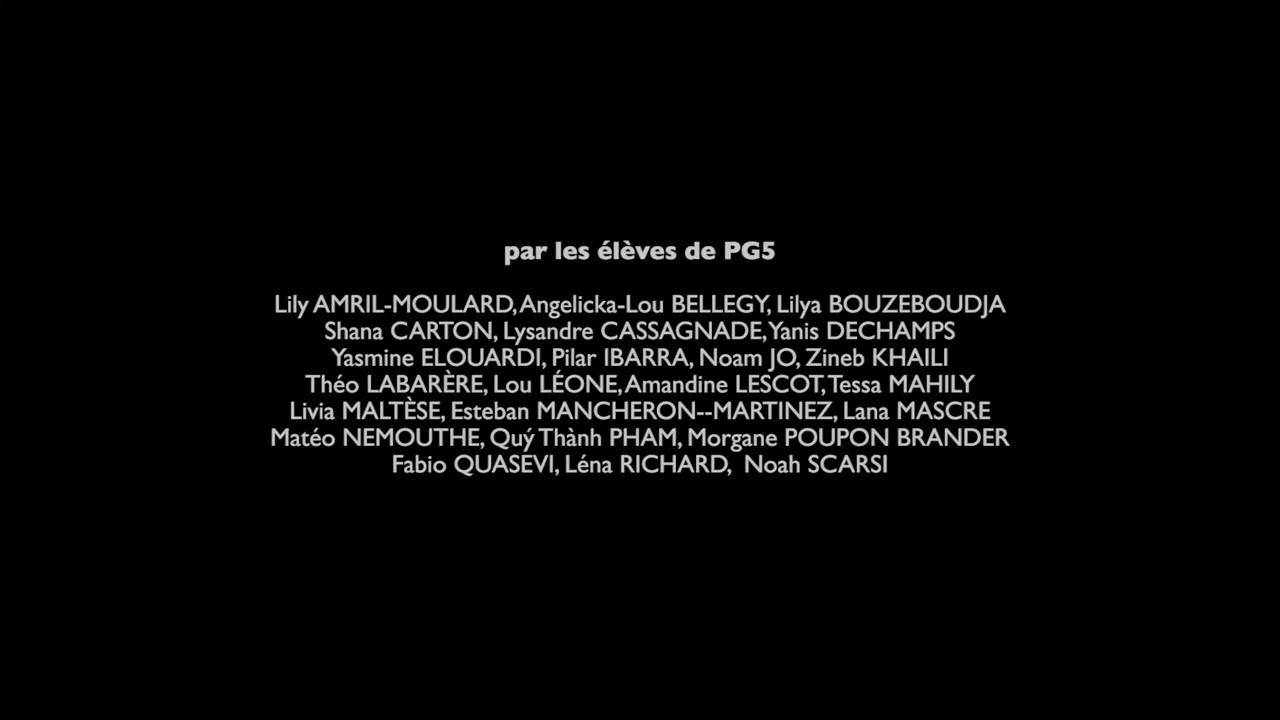 par les élèves de PG5
Lily AMRIL-MOULARD, Angelicka-Lou BELLEGY, Lilya BOUZEBOUDJA
Shana CARTON, Lysandre CASSAGNADE, Yanis DECHAMPS
Yasmine ELOUARDI, Pilar IBARRA, Noam JO, Zineb KHAILI
Théo LABARÈRE, Lou LÉONE, Amandine LESCOT, Tessa MAHILY
Livia MALTÈSE, Esteban MANCHERON--MARTINEZ, Lana MASCRE
Matéo NEMOUTHE, Quý Thành PHAM, Morgane POUPON BRANDER
Fabio QUASEVI, Léna RICHARD,  Noah SCARSI